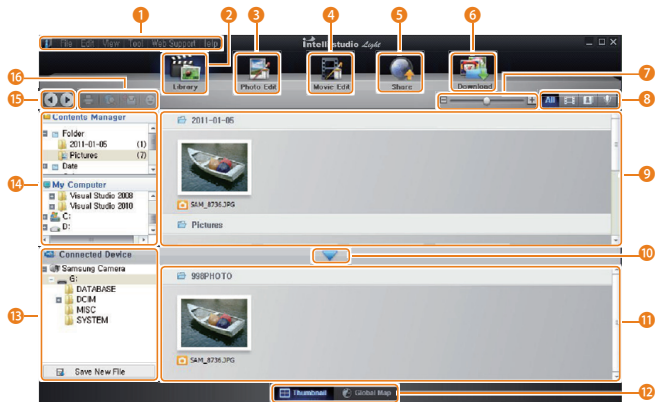 1 2 3 4 5 6
File Edit View Tool Web Support Help
Intelli-studio Light
Library Photo Edit Movie Edit Share Download
7
16
15
8
All
Contents Manager
Folder
2011-01-05 (1)
Pictures (7)
Date
14
My Computer
Visual Studio 2008
Visual Studio 2010
C:
D:
2011-01-05
SAM_8736.JPG
Pictures
9
10
Connected Device
Samsung Camera
G:
DATABASE
DCIM
MISC
SYSTEM
13
Save New File
998PHOTO
SAM_8736.JPG
11
Thumbnail Global Map
12